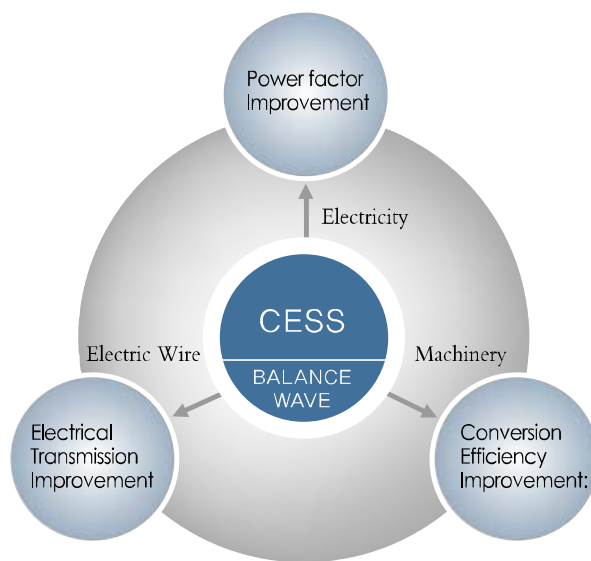 Power factor
Improvement
Electricity
CESS
BALANCE
WAVE
Electric Wire
Machinery
Electrical
Transmission
Improvement
Conversion
Efficiency
Improvement: